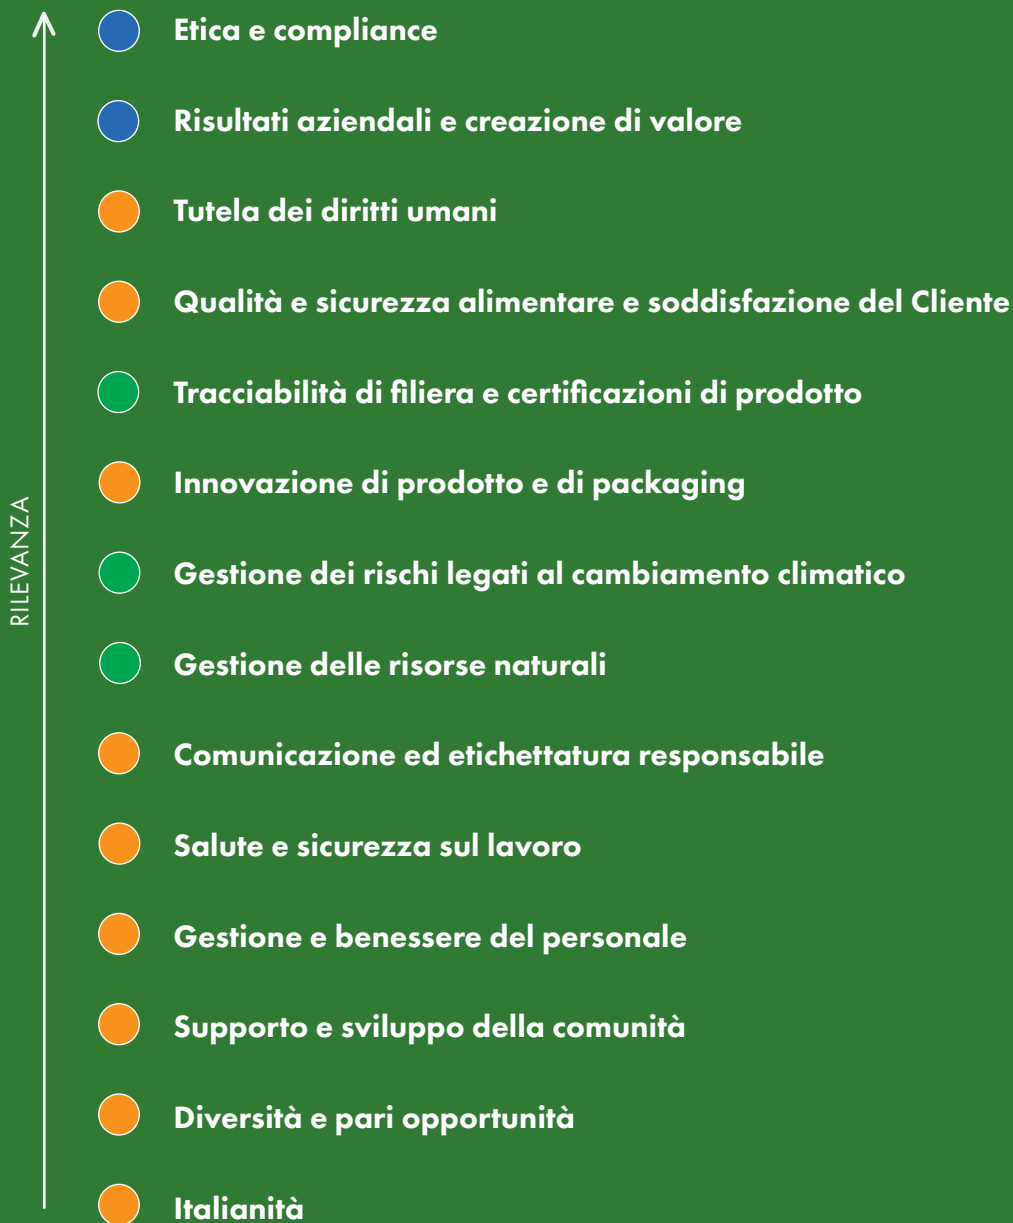 Etica e compliance
Risultati aziendali e creazione di valore
Tutela dei diritti umani
Qualità e sicurezza alimentare e soddisfazione del Cliente
Tracciabilità di filiera e certificazioni di prodotto
Innovazione di prodotto e di packaging
Gestione dei rischi legati al cambiamento climatico
Gestione delle risorse naturali
Comunicazione ed etichettatura responsabile
Salute e sicurezza sul lavoro
Gestione e benessere del personale
Supporto e sviluppo della comunità
Diversità e pari opportunità
Italianità
RILEVANZA